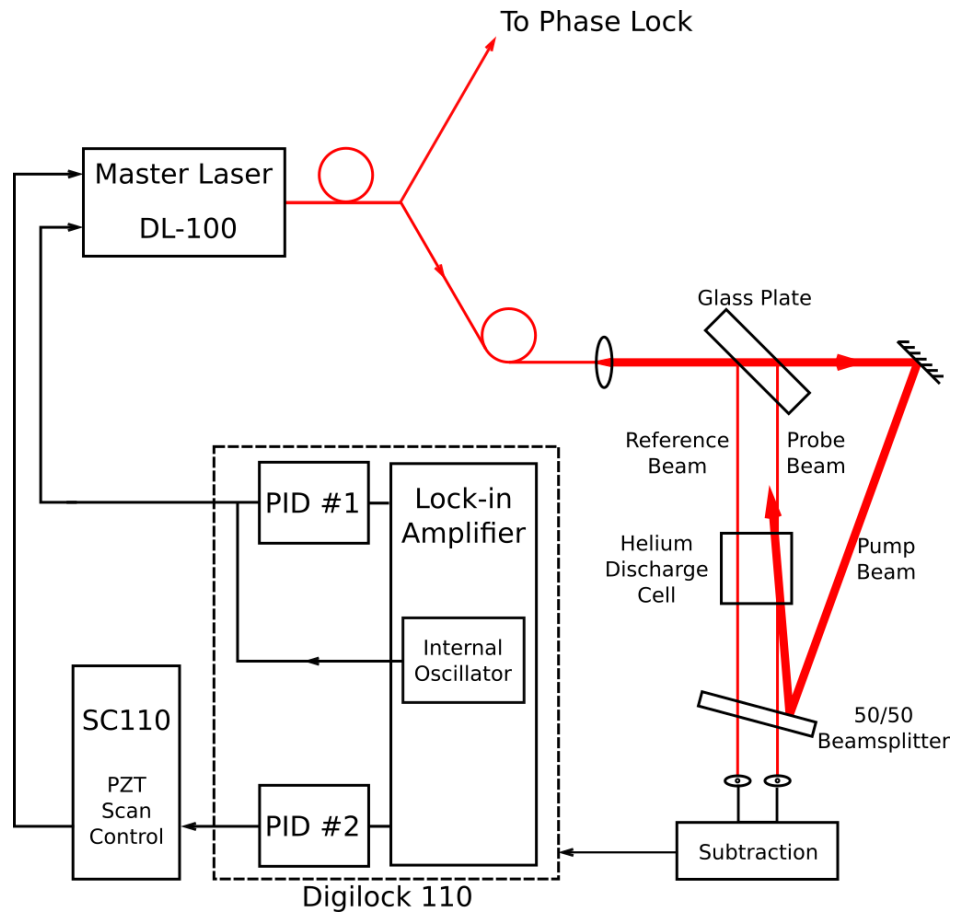 To Phase Lock
Master Laser
DL-100
Glass Plate
Reference
Beam
Probe
Beam
PID #1
Lock-in
Amplifier
Helium
Discharge
Cell
Pump
Beam
Internal
Oscillator
SC110
PZT
Scan
Control
50/50
Beamsplitter
PID #2
Subtraction
Digilock 110